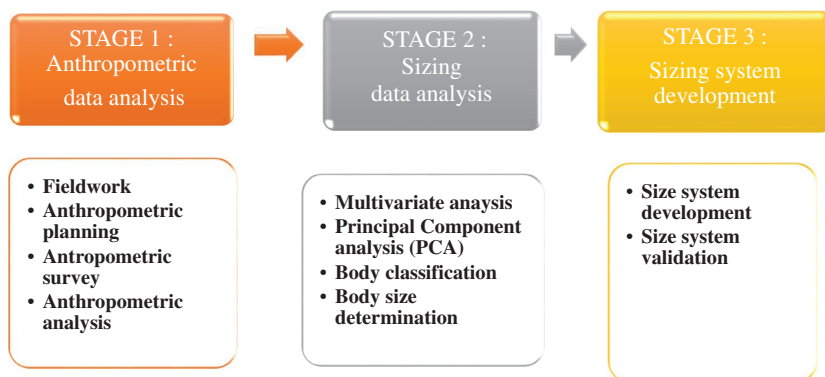 STAGE 1 :
Anthropometric
data analysis
STAGE 2 :
Sizing
data analysis
STAGE 3 :
Sizing system
development
• Fieldwork
• Anthropometric
planning
• Antropometric
survey
• Anthropometric
analysis
• Multivariate anaysis
• Principal Component
analysis (PCA)
• Body classification
• Body size
determination
• Size system
development
• Size system
validation